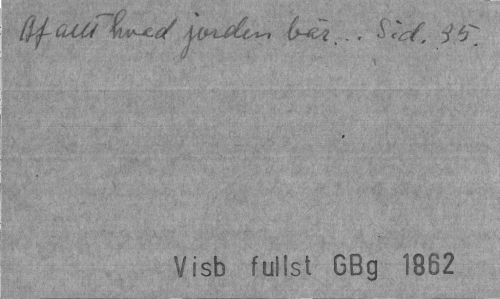 Af allt hvad jorden bär... Sid. 35.
Visb fullst GBg 1862